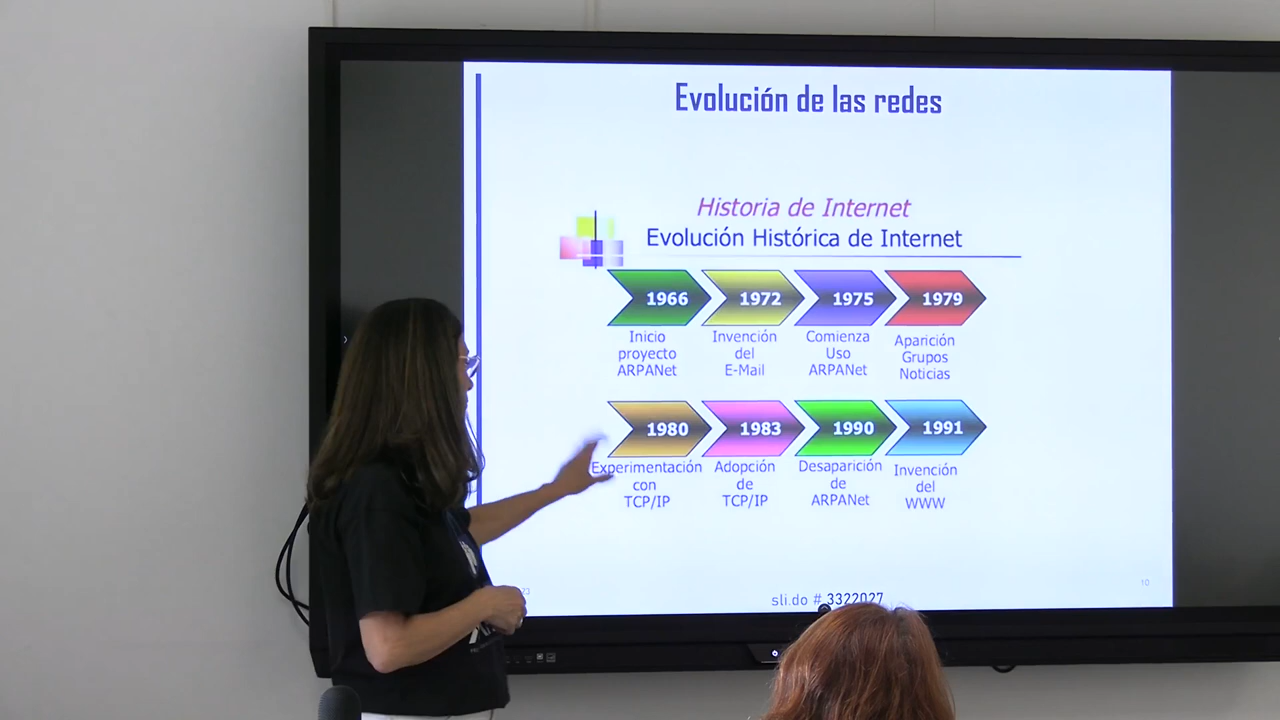 Evolución de las redes
Historia de Internet
Evolución Histórica de Internet
1966
1972
1975
1979
Inicio
proyecto
ARPANet
Invención
del
E-Mail
Comienza
Uso
ARPANet
Aparición
Grupos
Noticias
1980
1983
1990
1991
Experimentación
con
TCP/IP
Adopción
de
TCP/IP
Desaparición
de
ARPANet
Invención
del
WWW
10
sli.do # 3322027